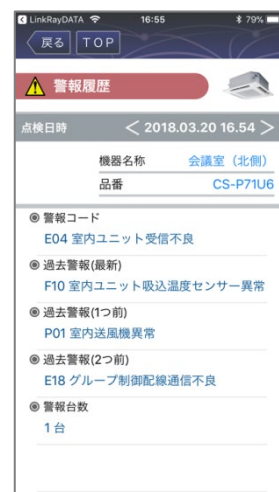 LinkRayDATA 16:55 79%
戻る TOP
警報履歴
点検日時 < 2018.03.20 16.54 >
機器名称 会議室（北側）
品番 CS-P71U6
警報コード
E04 室内ユニット受信不良
過去警報(最新)
F10 室内ユニット吸込温度センサー異常
過去警報(1つ前)
P01 室内送風機異常
過去警報(2つ前)
E18 グループ制御配線通信不良
警報台数
1 台